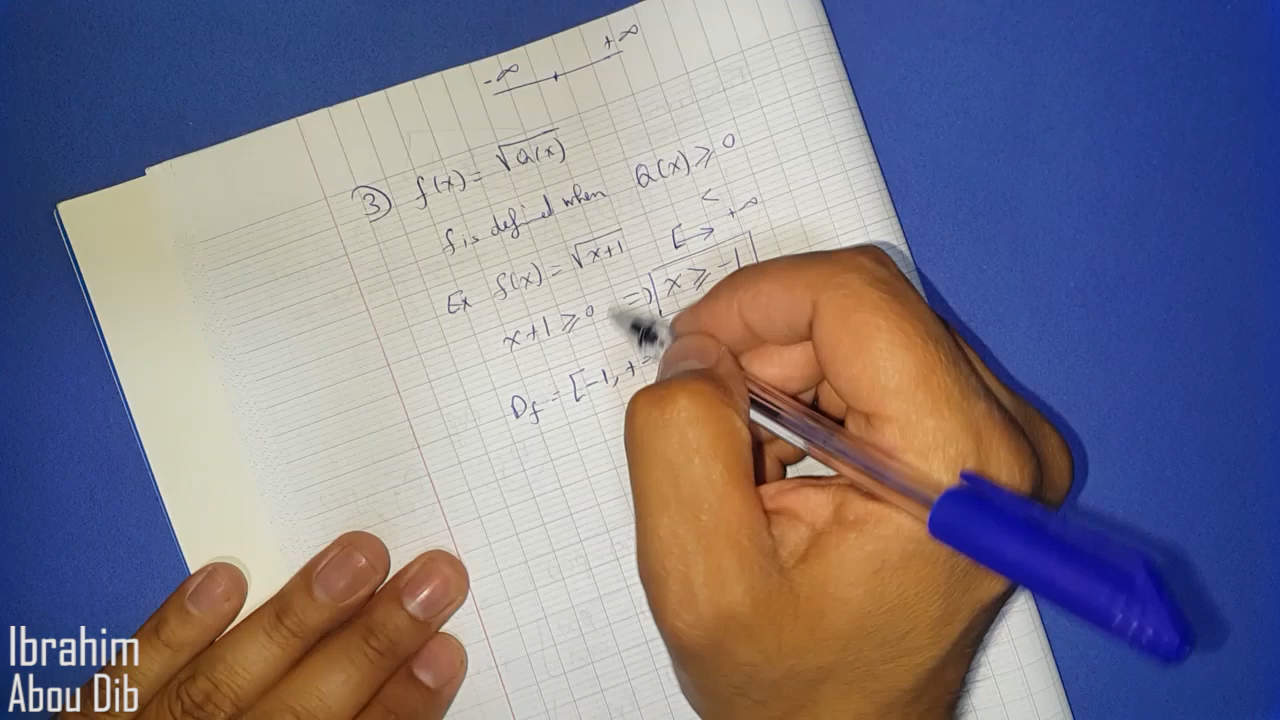 -∞ +∞
③ f(x) = √Q(x)
f is defined when Q(x) ⩾ 0
<
Ex f(x) = √x+1 [→ +∞
x+1 ⩾ 0 => x ⩾ -1
Df = [-1, +
Ibrahim
Abou Dib